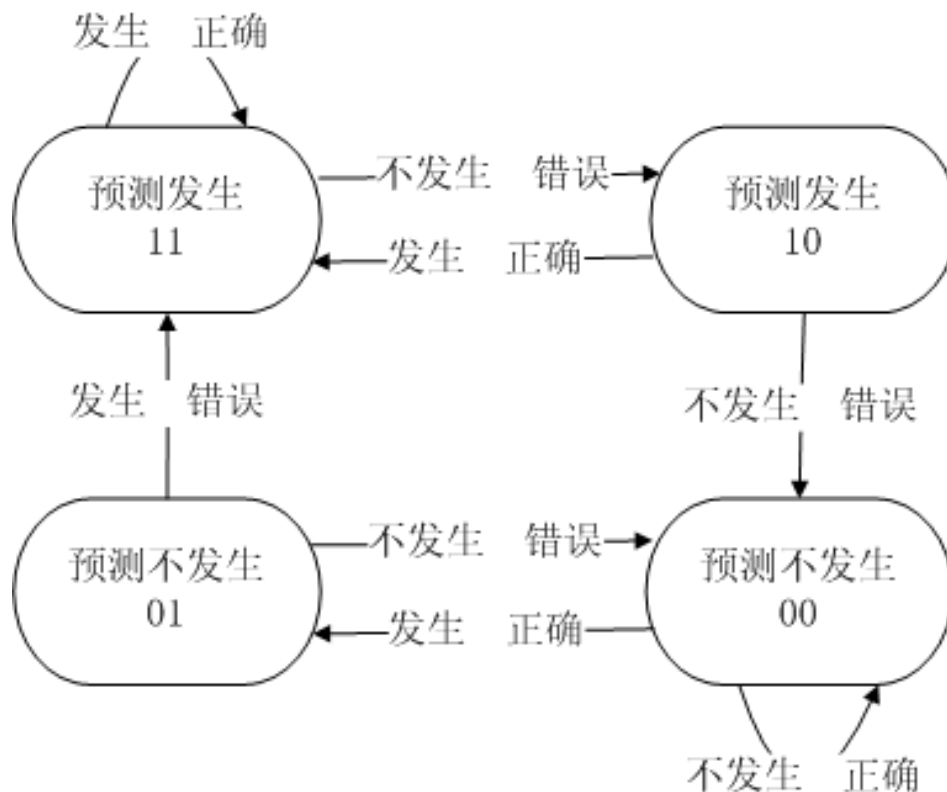 发生 正确
预测发生
11
不发生 错误
发生 正确
预测发生
10
发生 错误
不发生 错误
预测不发生
01
不发生 错误
发生 正确
预测不发生
00
不发生 正确